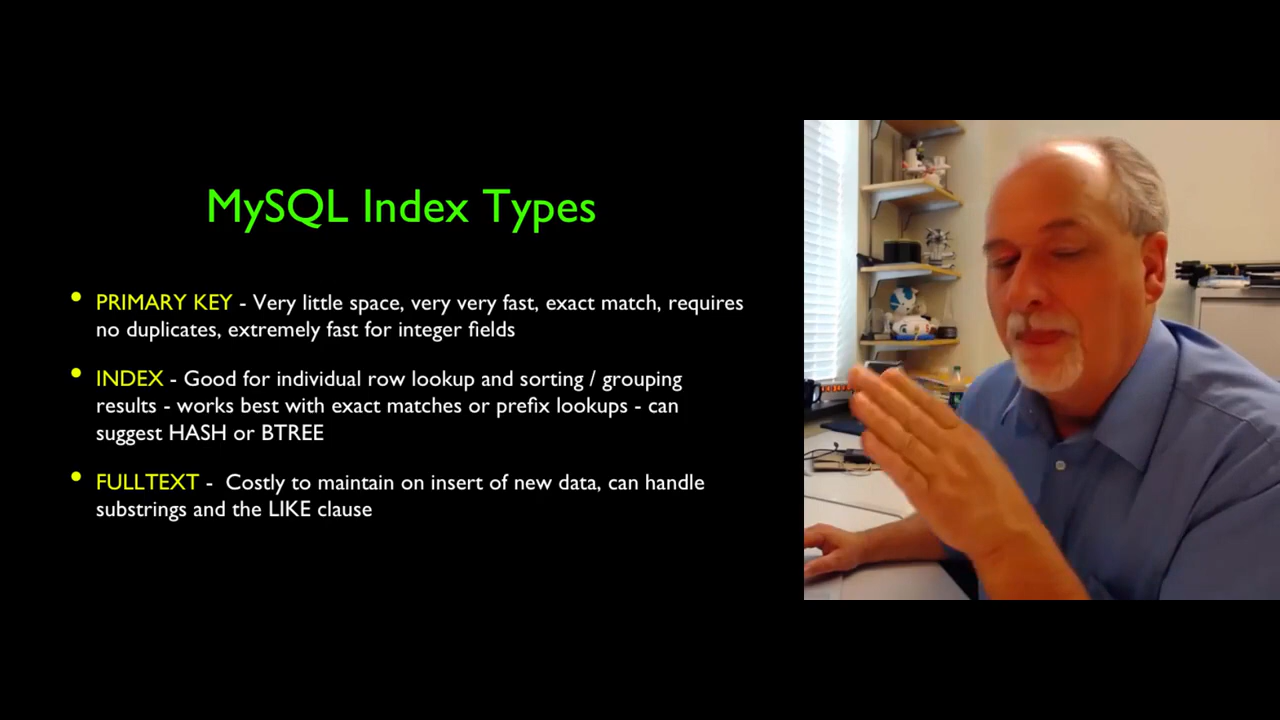 MySQL Index Types
• PRIMARY KEY - Very little space, very very fast, exact match, requires
no duplicates, extremely fast for integer fields
• INDEX - Good for individual row lookup and sorting / grouping
results - works best with exact matches or prefix lookups - can
suggest HASH or BTREE
• FULLTEXT - Costly to maintain on insert of new data, can handle
substrings and the LIKE clause